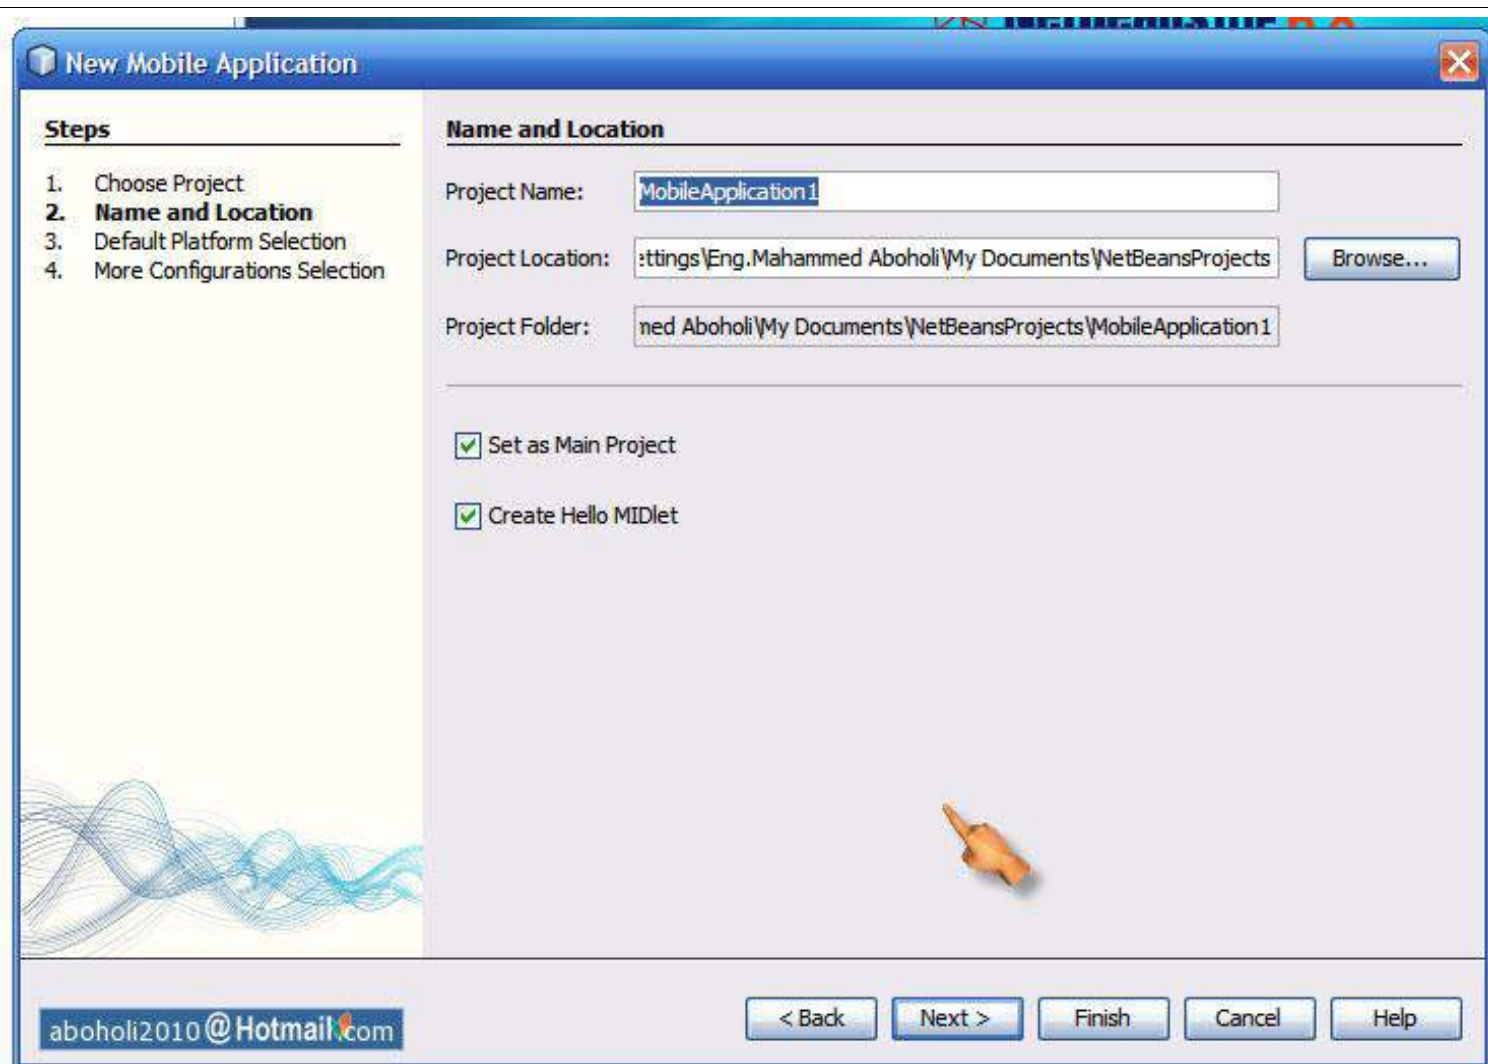 New Mobile Application
Steps
1. Choose Project
2. Name and Location
3. Default Platform Selection
4. More Configurations Selection
Name and Location
Project Name: MobileApplication1
Project Location: ettings\Eng.Mahammed Aboholi\My Documents\NetBeansProjects Browse...
Project Folder: med Aboholi\My Documents\NetBeansProjects\MobileApplication1
Set as Main Project
Create Hello MIDlet
aboholi2010@Hotmail.com
< Back Next > Finish Cancel Help